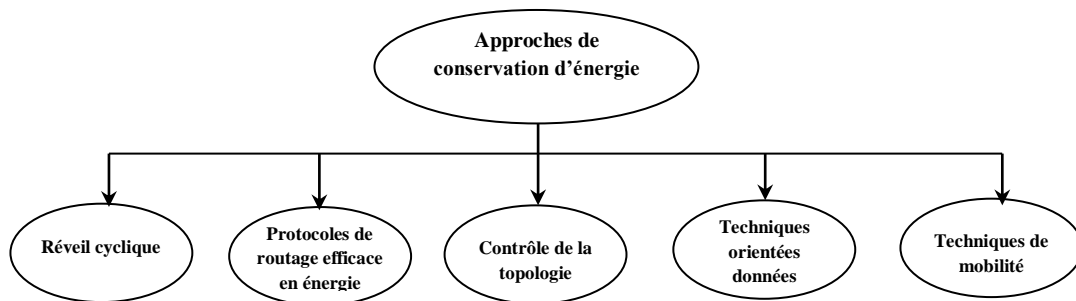 Approches de
conservation d’énergie
Réveil cyclique
Protocoles de
routage efficace
en énergie
Contrôle de la
topologie
Techniques
orientées
données
Techniques de
mobilité